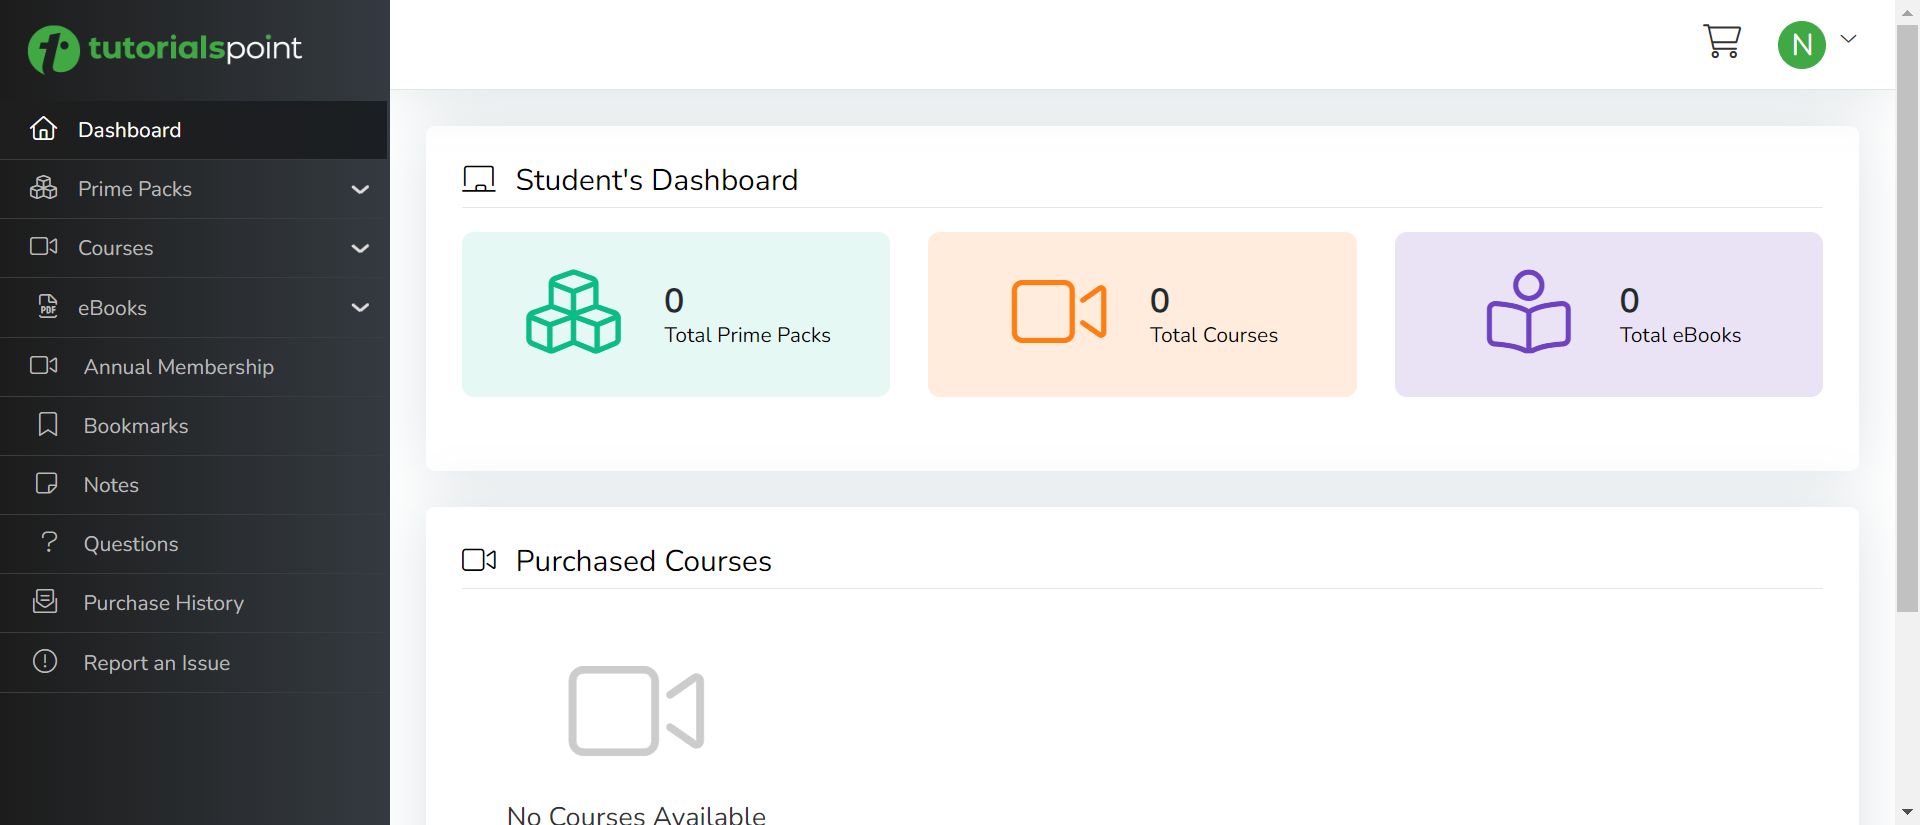 tutorialspoint
N
Dashboard
Prime Packs
Courses
PDF
eBooks
Annual Membership
Bookmarks
Notes
Questions
Purchase History
Report an Issue
Student's Dashboard
0
Total Prime Packs
0
Total Courses
0
Total eBooks
Purchased Courses
No Courses Available